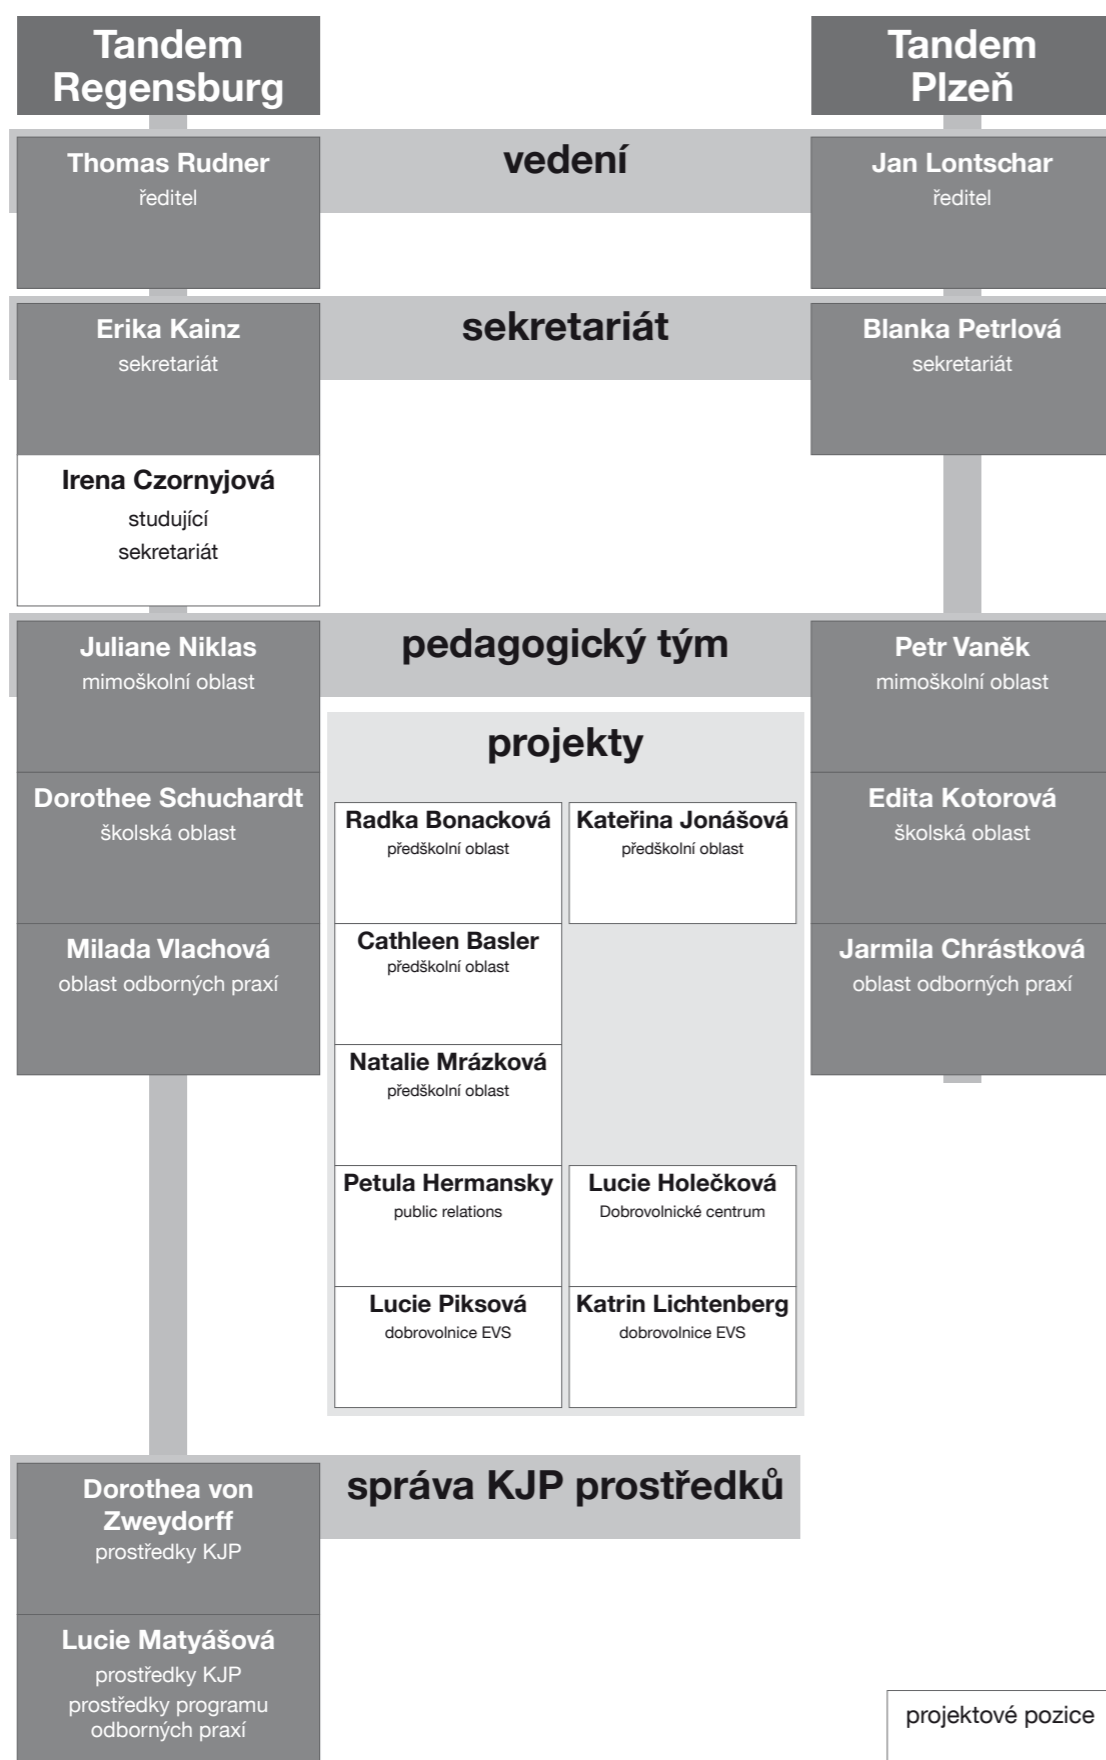 Tandem
Regensburg
Tandem
Plzeň
Thomas Rudner
ředitel
vedení
Jan Lontschar
ředitel
Erika Kainz
sekretariát
sekretariát
Blanka Petrlová
sekretariát
Irena Czornyjová
studující
sekretariát
Juliane Niklas
mimoškolní oblast
pedagogický tým
Petr Vaněk
mimoškolní oblast
projekty
Dorothee Schuchardt
školská oblast
Radka Bonacková
předškolní oblast
Kateřina Jonášová
předškolní oblast
Edita Kotorová
školská oblast
Milada Vlachová
oblast odborných praxí
Cathleen Basler
předškolní oblast
Jarmila Chrástková
oblast odborných praxí
Natalie Mrázková
předškolní oblast
Petula Hermansky
public relations
Lucie Holečková
Dobrovolnické centrum
Lucie Piksová
dobrovolnice EVS
Katrin Lichtenberg
dobrovolnice EVS
Dorothea von
Zweydorff
prostředky KJP
správa KJP prostředků
Lucie Matyášová
prostředky KJP
prostředky programu
odborných praxí
projektové pozice